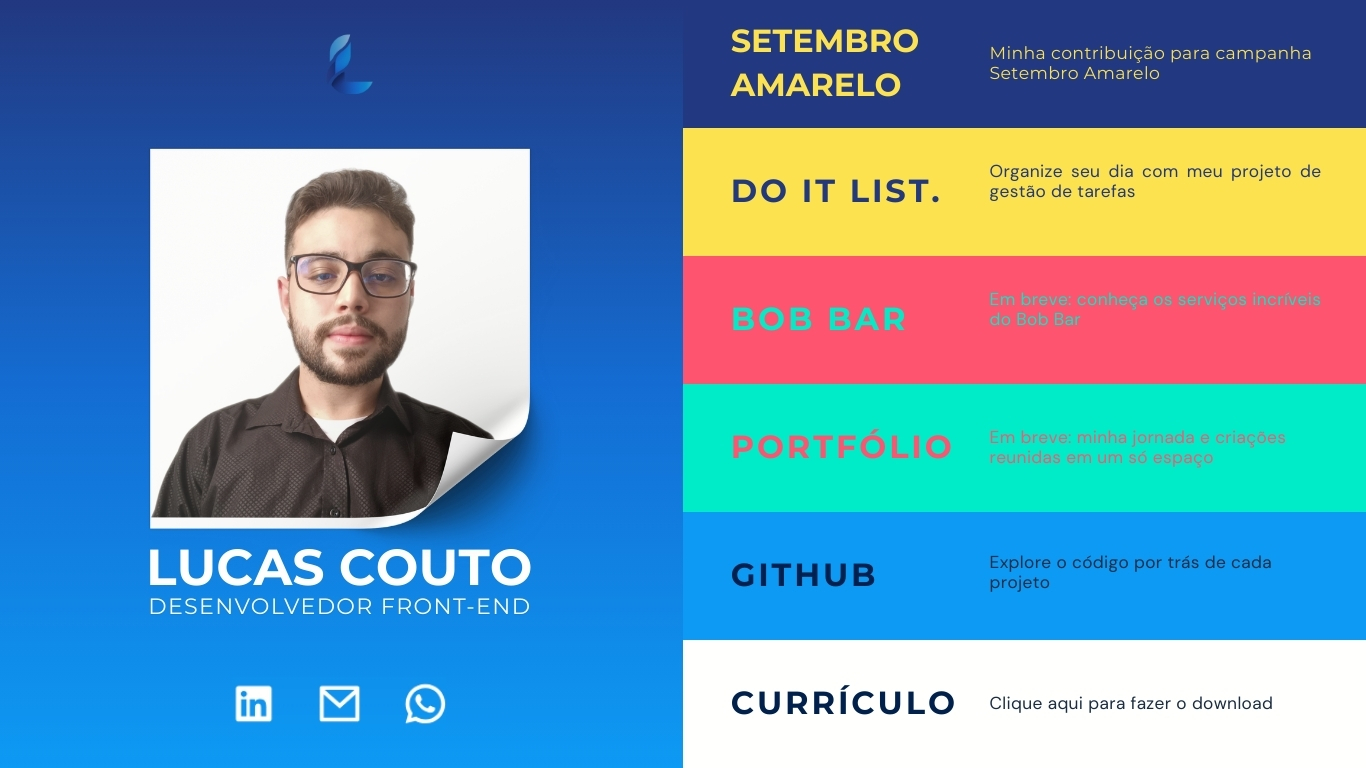 LUCAS COUTO
DESENVOLVEDOR FRONT-END
in
SETEMBRO
AMARELO
Minha contribuição para campanha
Setembro Amarelo
DO IT LIST.
Organize seu dia com meu projeto de
gestão de tarefas
BOB BAR
Em breve: conheça os serviços incríveis
do Bob Bar
PORTFÓLIO
Em breve: minha jornada e criações
reunidas em um só espaço
GITHUB
Explore o código por trás de cada
projeto
CURRÍCULO
Clique aqui para fazer o download